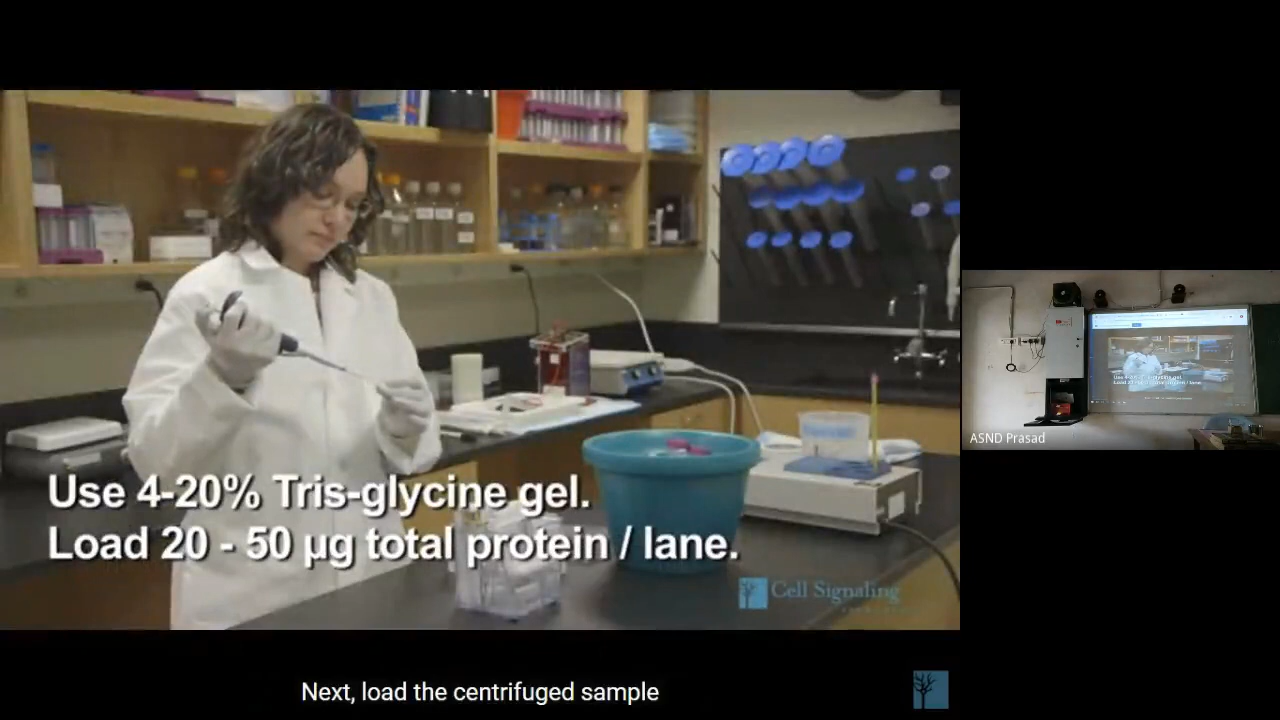 Use 4-20% Tris-glycine gel.
Load 20 - 50 µg total protein / lane.
Cell Signaling
Next, load the centrifuged sample
ASND Prasad